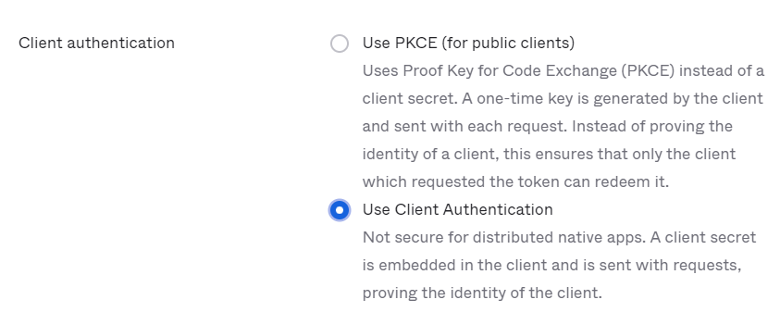 Client authentication
Use PKCE (for public clients)
Uses Proof Key for Code Exchange (PKCE) instead of a
client secret. A one-time key is generated by the client
and sent with each request. Instead of proving the
identity of a client, this ensures that only the client
which requested the token can redeem it.
Use Client Authentication
Not secure for distributed native apps. A client secret
is embedded in the client and is sent with requests,
proving the identity of the client.